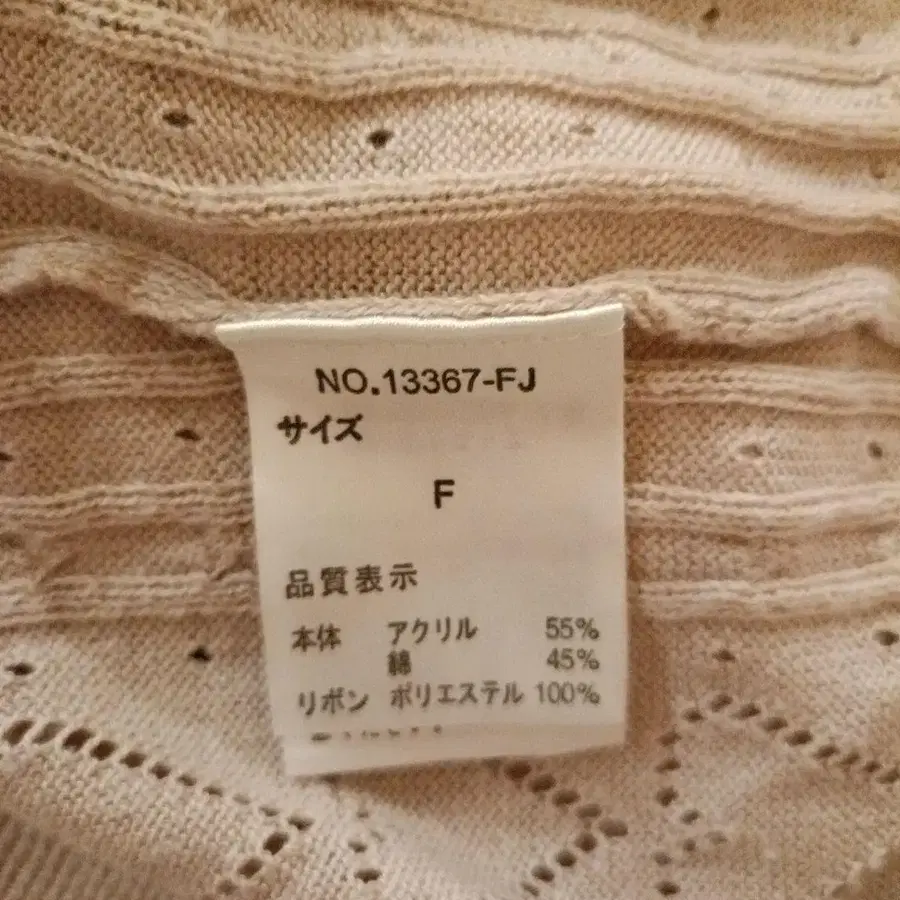 NO.13367-FJ
サイズ
F
品質表示
本体 アクリル 55%
綿 45%
リボン ポリエステル 100%